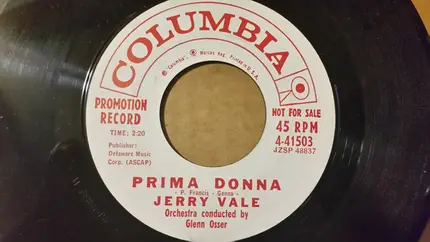 COLUMBIA
® "Columbia", Marcas Reg. Printed in U.S.A.
PROMOTION
RECORD
TIME: 2:20
Publisher:
Delaware Music
Corp. (ASCAP)
NOT FOR SALE
45 RPM
4-41503
JZSP 48837
PRIMA DONNA
- P. Francis - Genna -
JERRY VALE
Orchestra conducted by
Glenn Osser